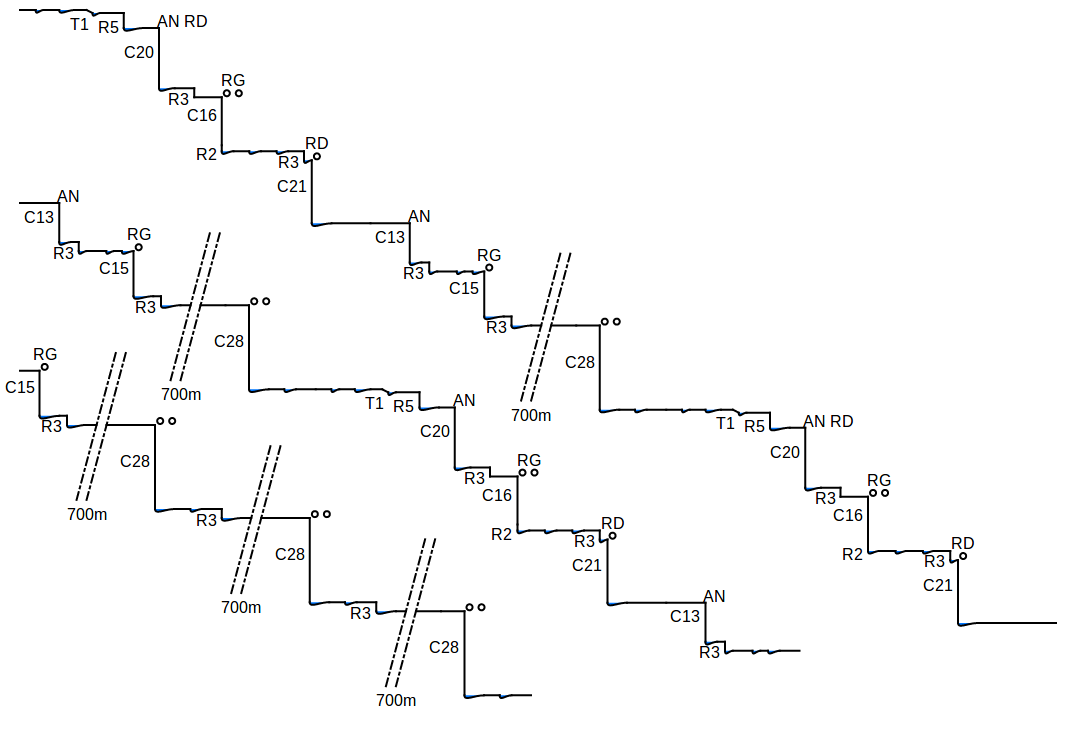 T1 R5 AN RD
C20
RG
R3
C16
RD
R2 R3
C21
AN
C13
AN
C13
RG
R3
C15
RG
R3
C15
R3
R3
C28
C28
700m
700m
RG
C15
R3
C28
700m
T1 R5 AN
C20
T1 R5 AN RD
C20
RG
R3
C16
RG
R3
C16
R3
C28
700m
RD
R2 R3
C21
RD
R2 R3
C21
AN
C13
R3
R3
C28
700m